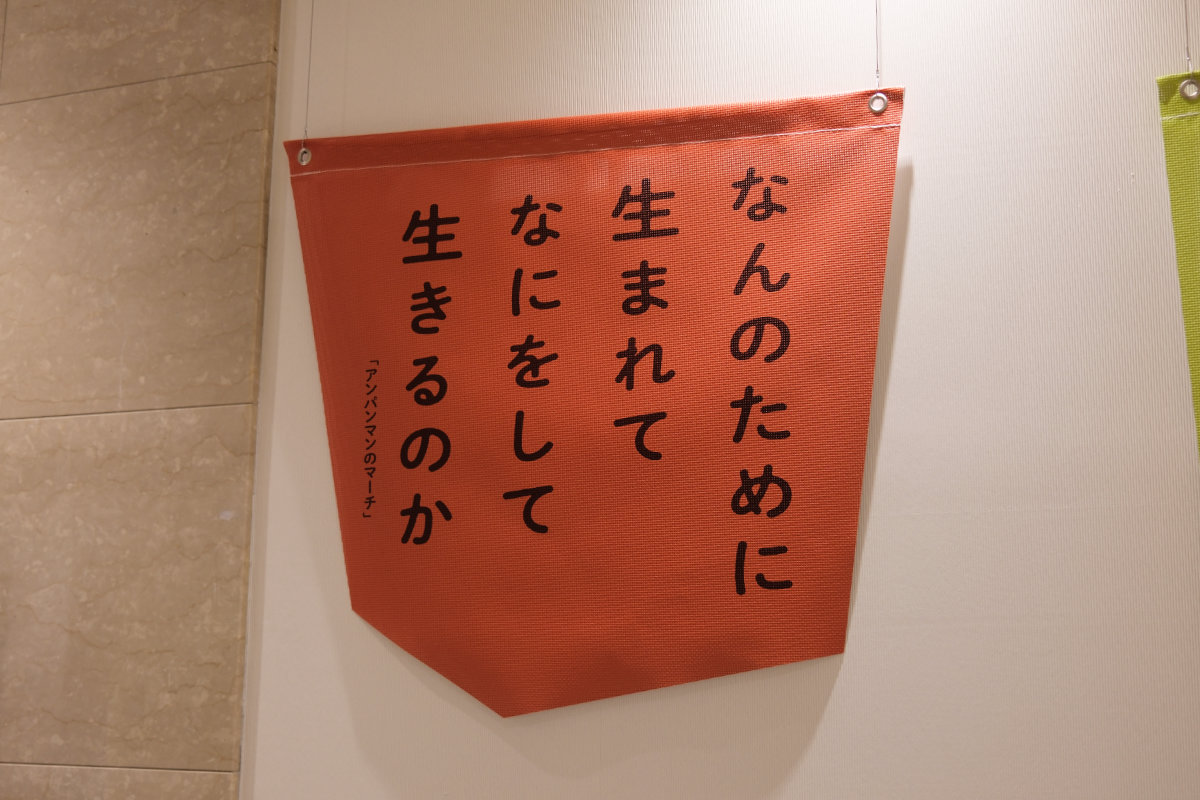 なんのために
生まれて
なにをして
生きるのか
「アンパンマンのマーチ」